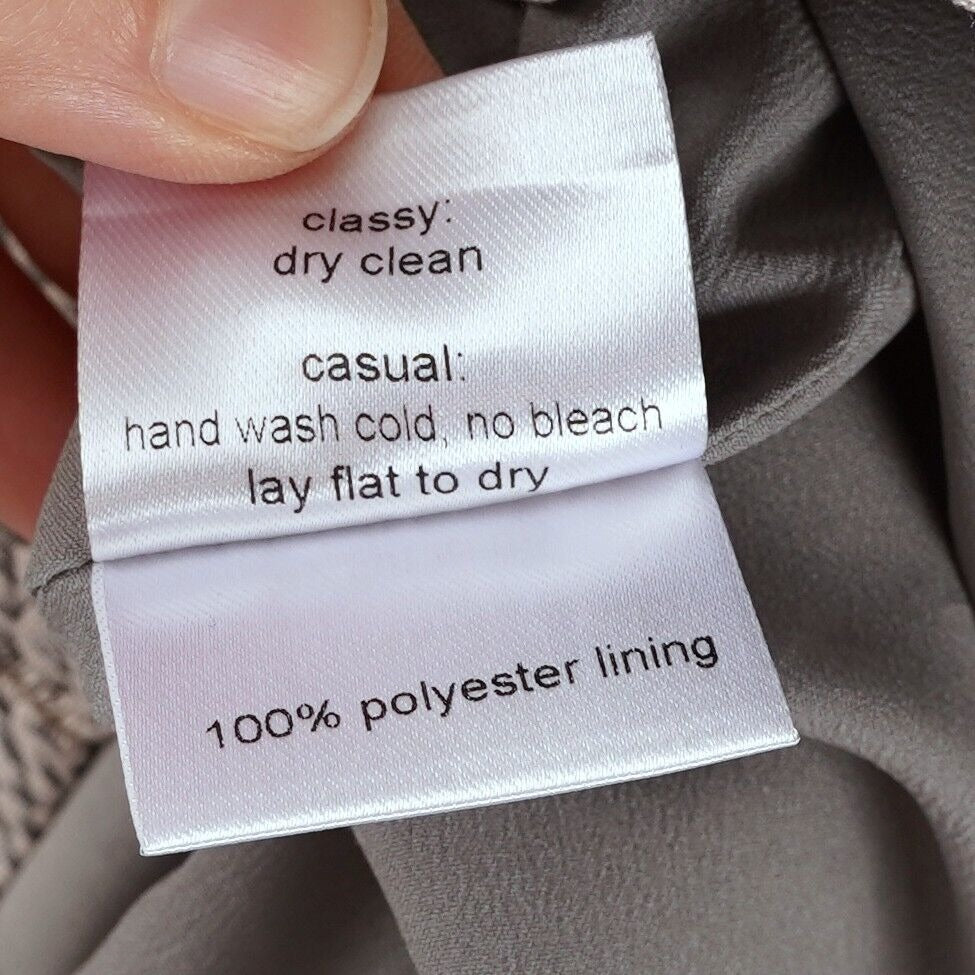 classy:
dry clean
casual:
hand wash cold, no bleach
lay flat to dry
100% polyester lining